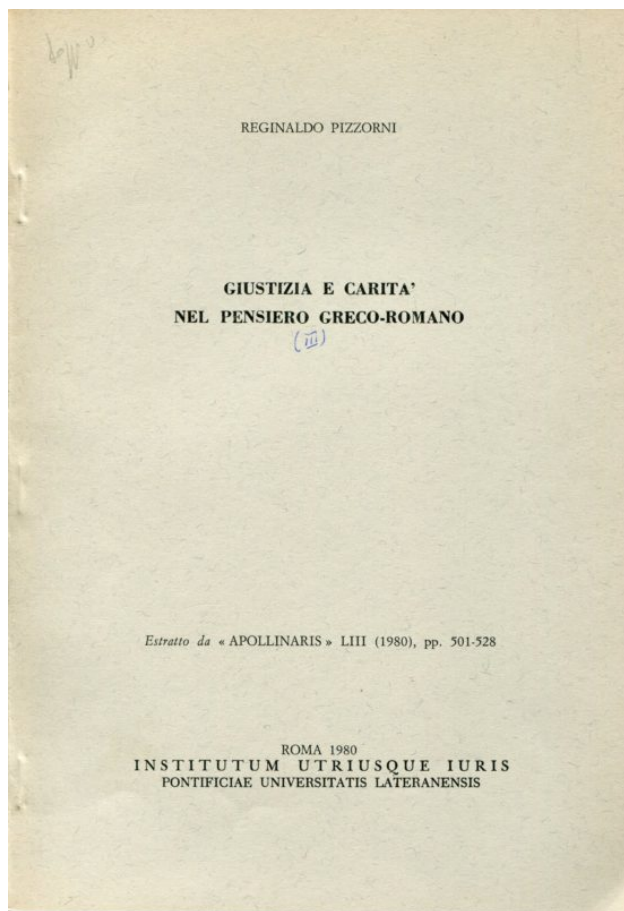 REGINALDO PIZZORNI
GIUSTIZIA E CARITA'
NEL PENSIERO GRECO-ROMANO
(III)
Estratto da « APOLLINARIS » LIII (1980), pp. 501-528
ROMA 1980
INSTITUTUM UTRIUSQUE IURIS
PONTIFICIAE UNIVERSITATIS LATERANENSIS